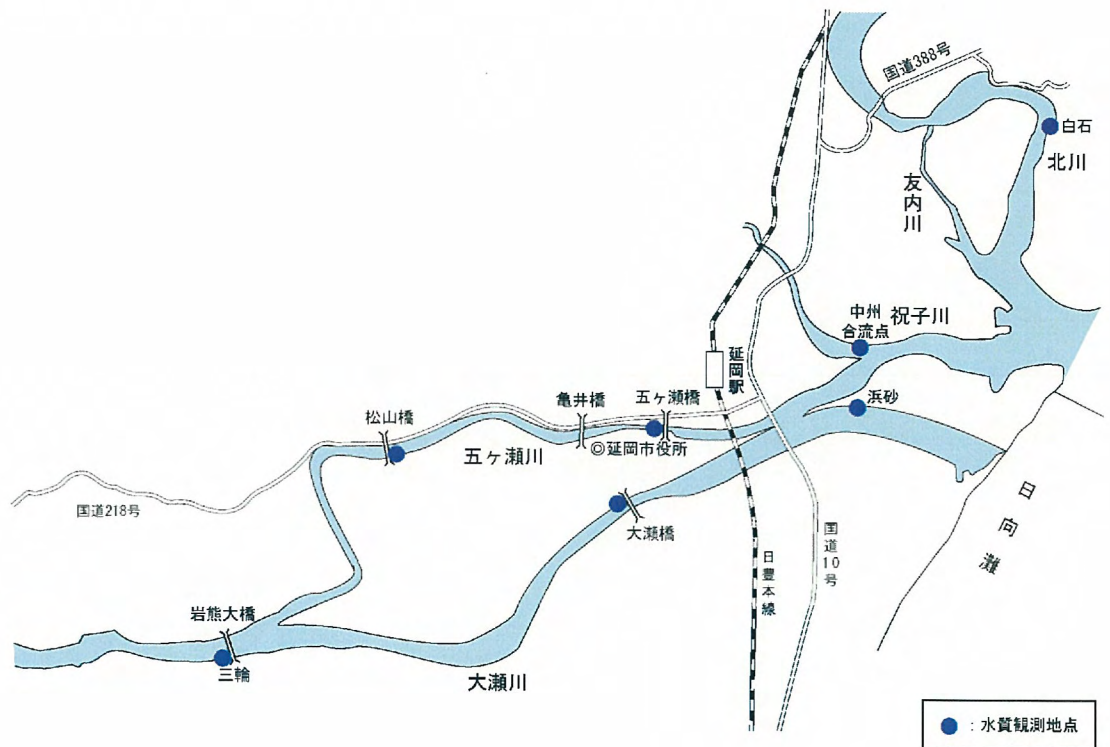 国道388号
白石
北川
友内川
中州
合流点
祝子川
延岡駅
浜砂
五ヶ瀬橋
亀井橋
松山橋
五ヶ瀬川
◎延岡市役所
国道218号
大瀬橋
日向灘
国道10号
日豊本線
岩熊大橋
三輪
大瀬川
:水質観測地点